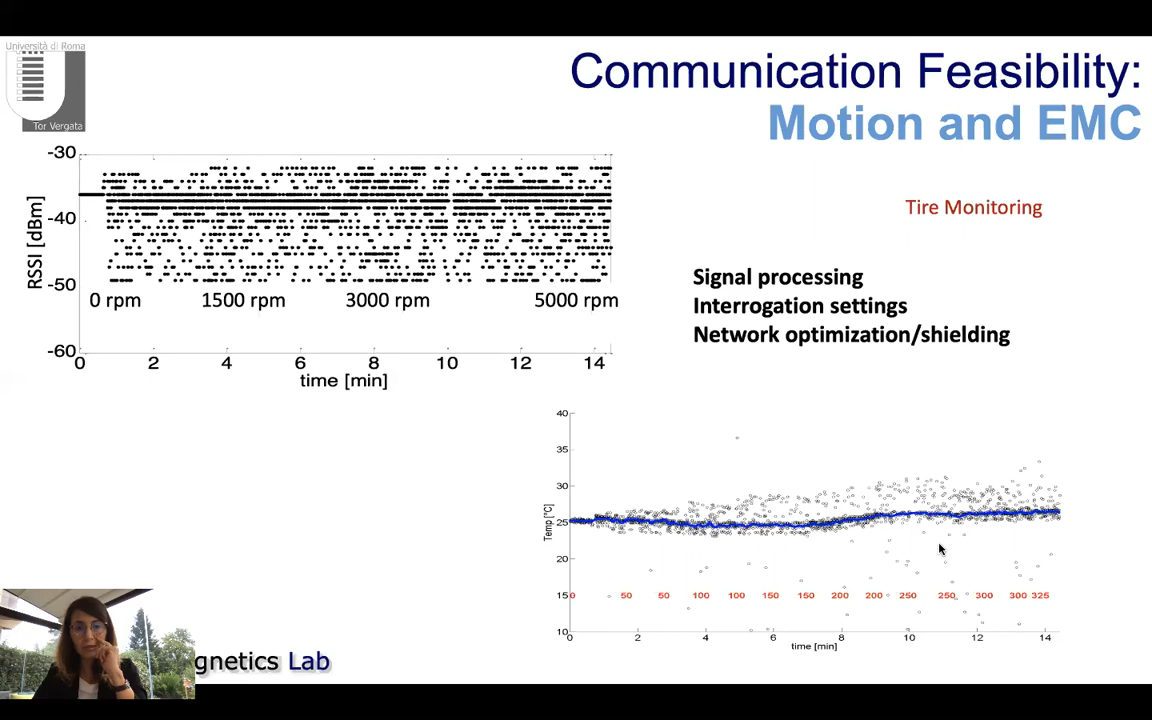 Università di Roma
Tor Vergata
Communication Feasibility:
Motion and EMC
Tire Monitoring
Signal processing
Interrogation settings
Network optimization/shielding
-30
-40
-50
-60
RSSI [dBm]
0 rpm 1500 rpm 3000 rpm 5000 rpm
0 2 4 6 8 10 12 14
time [min]
40
35
30
25
20
15
10
Temp [°C]
0 50 50 100 100 150 150 200 200 250 250 300 300 325
0 2 4 6 8 10 12 14
time [min]
gnetics Lab